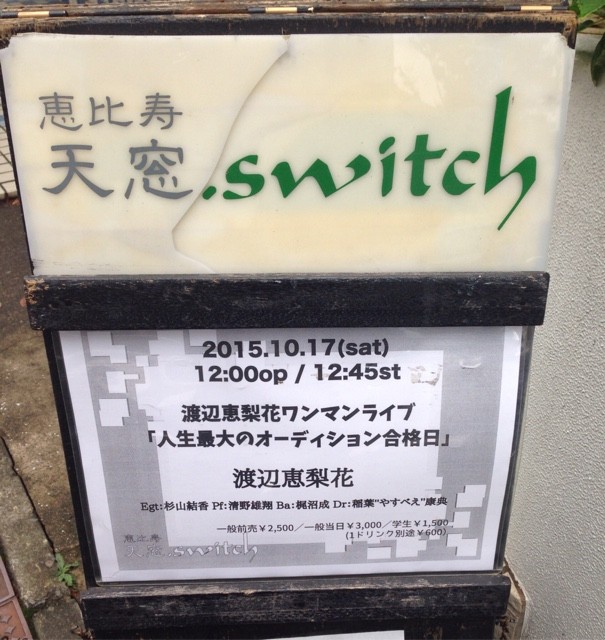 恵比寿
天窓.switch
2015.10.17(sat)
12:00op / 12:45st
渡辺恵梨花ワンマンライブ
「人生最大のオーディション合格日」
渡辺恵梨花
Egt:杉山結香 Pf:清野雄翔 Ba:梶沼成 Dr:稲葉"やすべえ"康典
一般前売￥2,500／一般当日￥3,000／学生￥1,500
(1ドリンク別途￥600)
恵比寿
天窓.switch